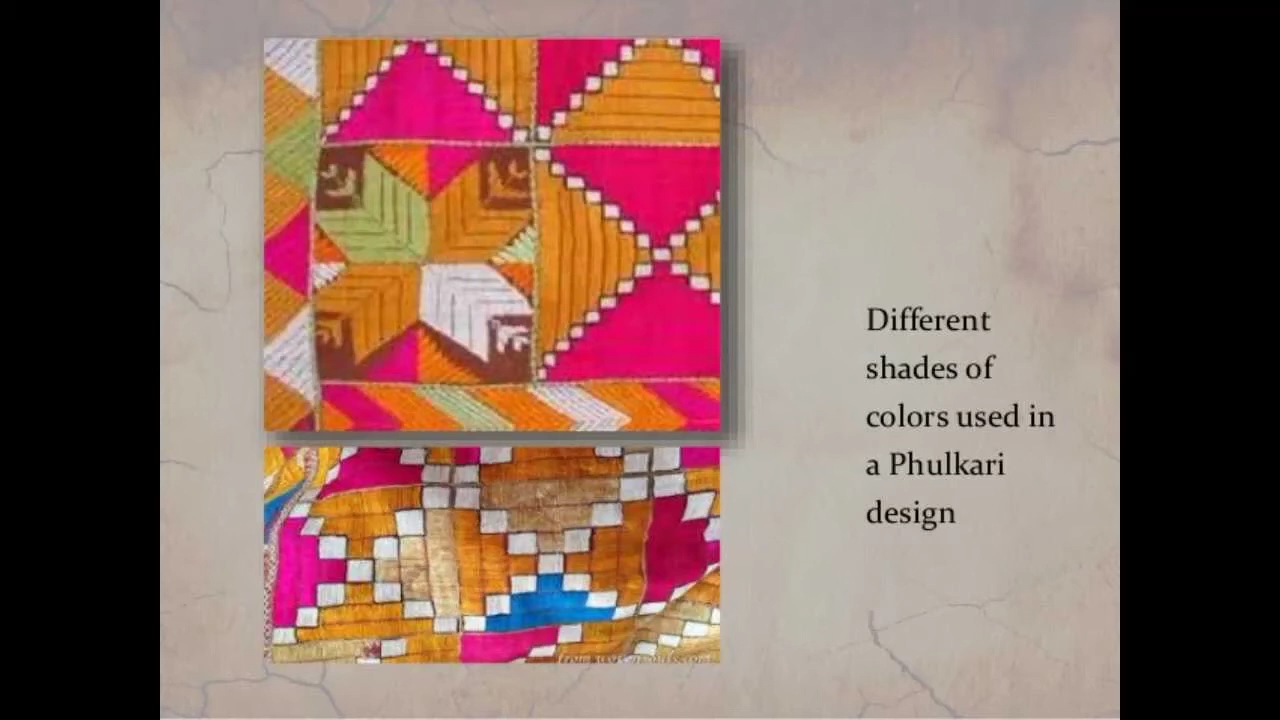 Different
shades of
colors used in
a Phulkari
design